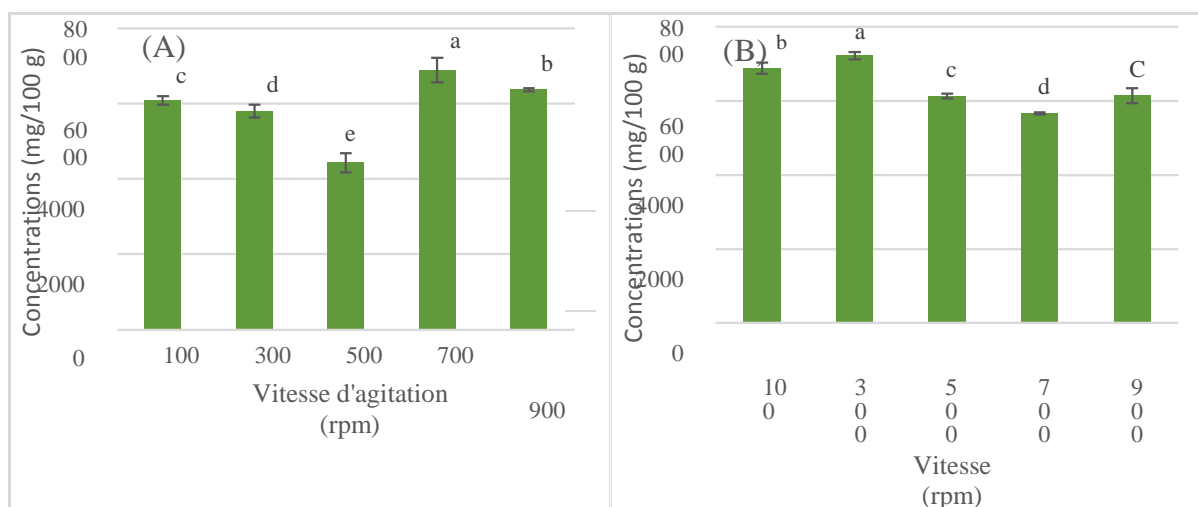 80
00
(A)
a
b
c
d
e
60
00
4000
2000
0
Concentrations (mg/100 g)
100 300 500 700
900
Vitesse d'agitation
(rpm)
80
00
(B)
b
a
c
d
C
60
00
4000
2000
0
Concentrations (mg/100 g)
10 3 5 7 9
0 0 0 0 0
0 0 0 0
Vitesse
(rpm)